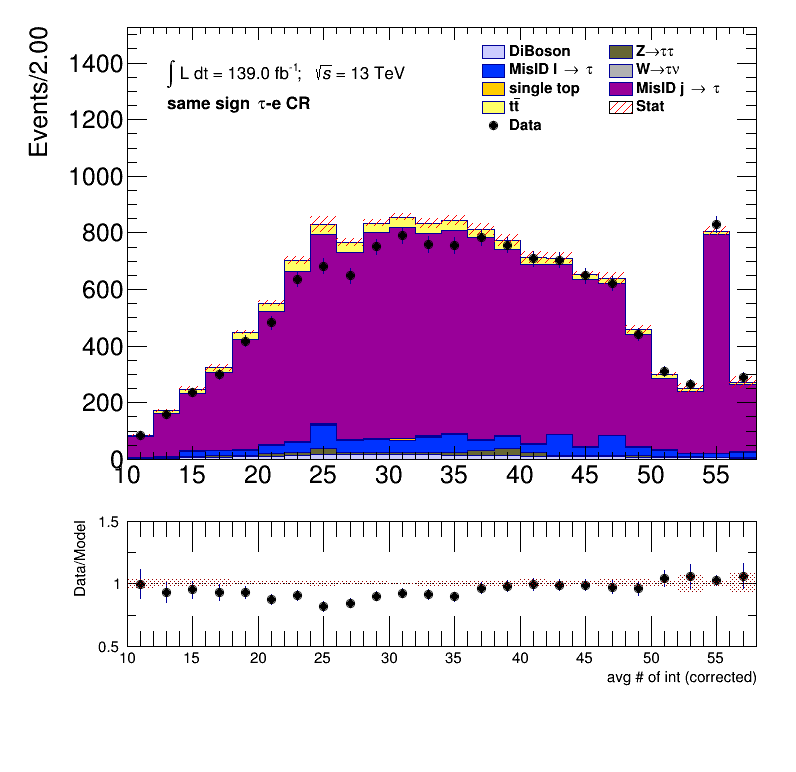 Events/2.00
1400
1200
1000
800
600
400
200
0
∫ L dt = 139.0 fb⁻¹; √s = 13 TeV
same sign τ-e CR
DiBoson
MisID l → τ
single top
tt̄
Data
Z→ττ
W→τν
MisID j → τ
Stat
10 15 20 25 30 35 40 45 50 55
Data/Model
1.5
1
0.5
10 15 20 25 30 35 40 45 50 55
avg # of int (corrected)